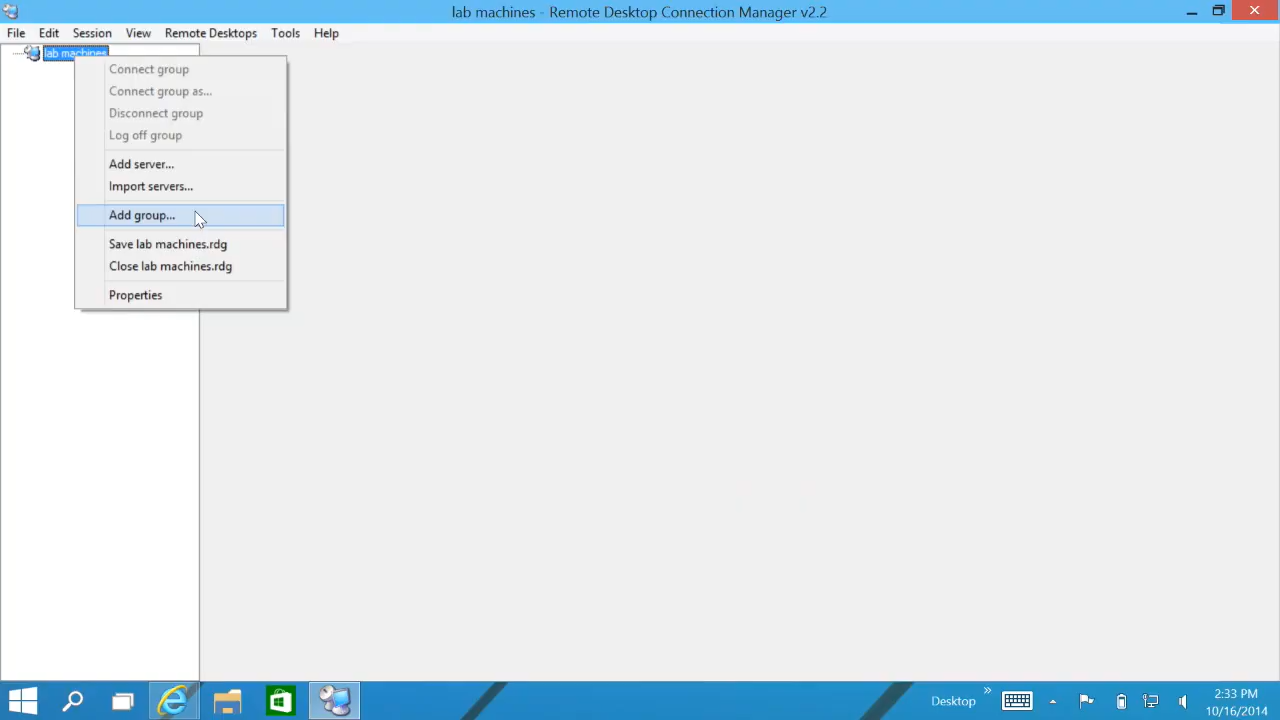 lab machines - Remote Desktop Connection Manager v2.2
File Edit Session View Remote Desktops Tools Help
lab machines
Connect group
Connect group as...
Disconnect group
Log off group
Add server...
Import servers...
Add group...
Save lab machines.rdg
Close lab machines.rdg
Properties
Desktop
2:33 PM
10/16/2014